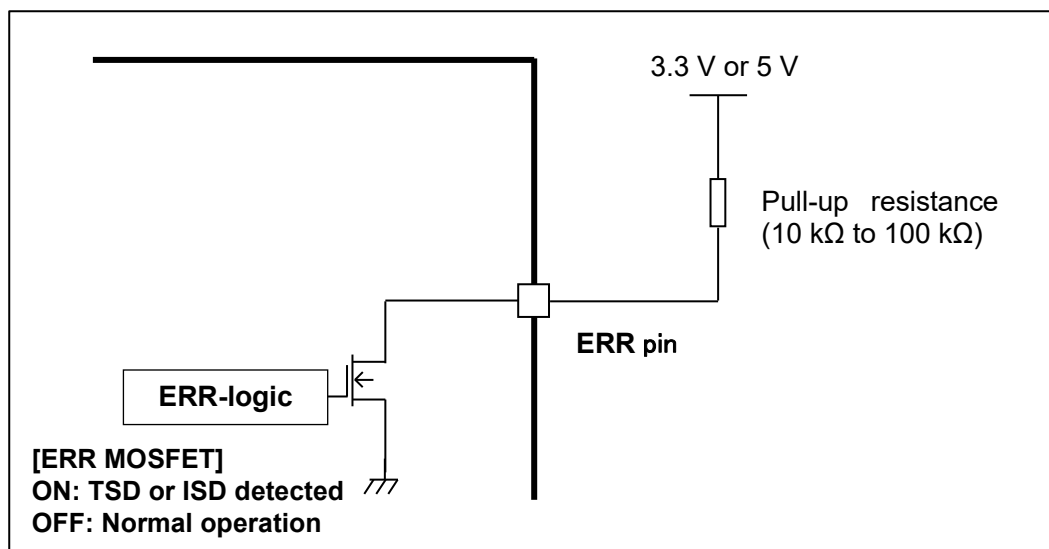 3.3 V or 5 V
Pull-up resistance
(10 kΩ to 100 kΩ)
ERR pin
ERR-logic
[ERR MOSFET]
ON: TSD or ISD detected
OFF: Normal operation